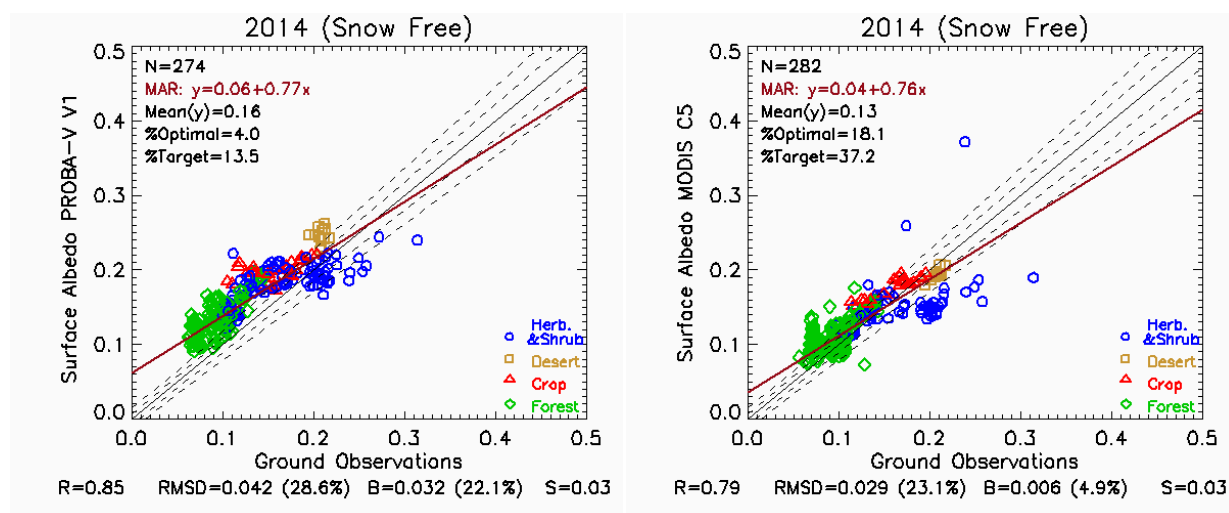 2014 (Snow Free)
0.5
0.4
0.3
0.2
0.1
0.0
Surface Albedo PROBA-V V1
N=274
MAR: y=0.06+0.77x
Mean(y)=0.16
%Optimal=4.0
%Target=13.5
Herb.
&Shrub
Desert
Crop
Forest
0.0 0.1 0.2 0.3 0.4 0.5
Ground Observations
R=0.85 RMSD=0.042 (28.6%) B=0.032 (22.1%) S=0.03
2014 (Snow Free)
0.5
0.4
0.3
0.2
0.1
0.0
Surface Albedo MODIS C5
N=282
MAR: y=0.04+0.76x
Mean(y)=0.13
%Optimal=18.1
%Target=37.2
Herb.
&Shrub
Desert
Crop
Forest
0.0 0.1 0.2 0.3 0.4 0.5
Ground Observations
R=0.79 RMSD=0.029 (23.1%) B=0.006 (4.9%) S=0.03